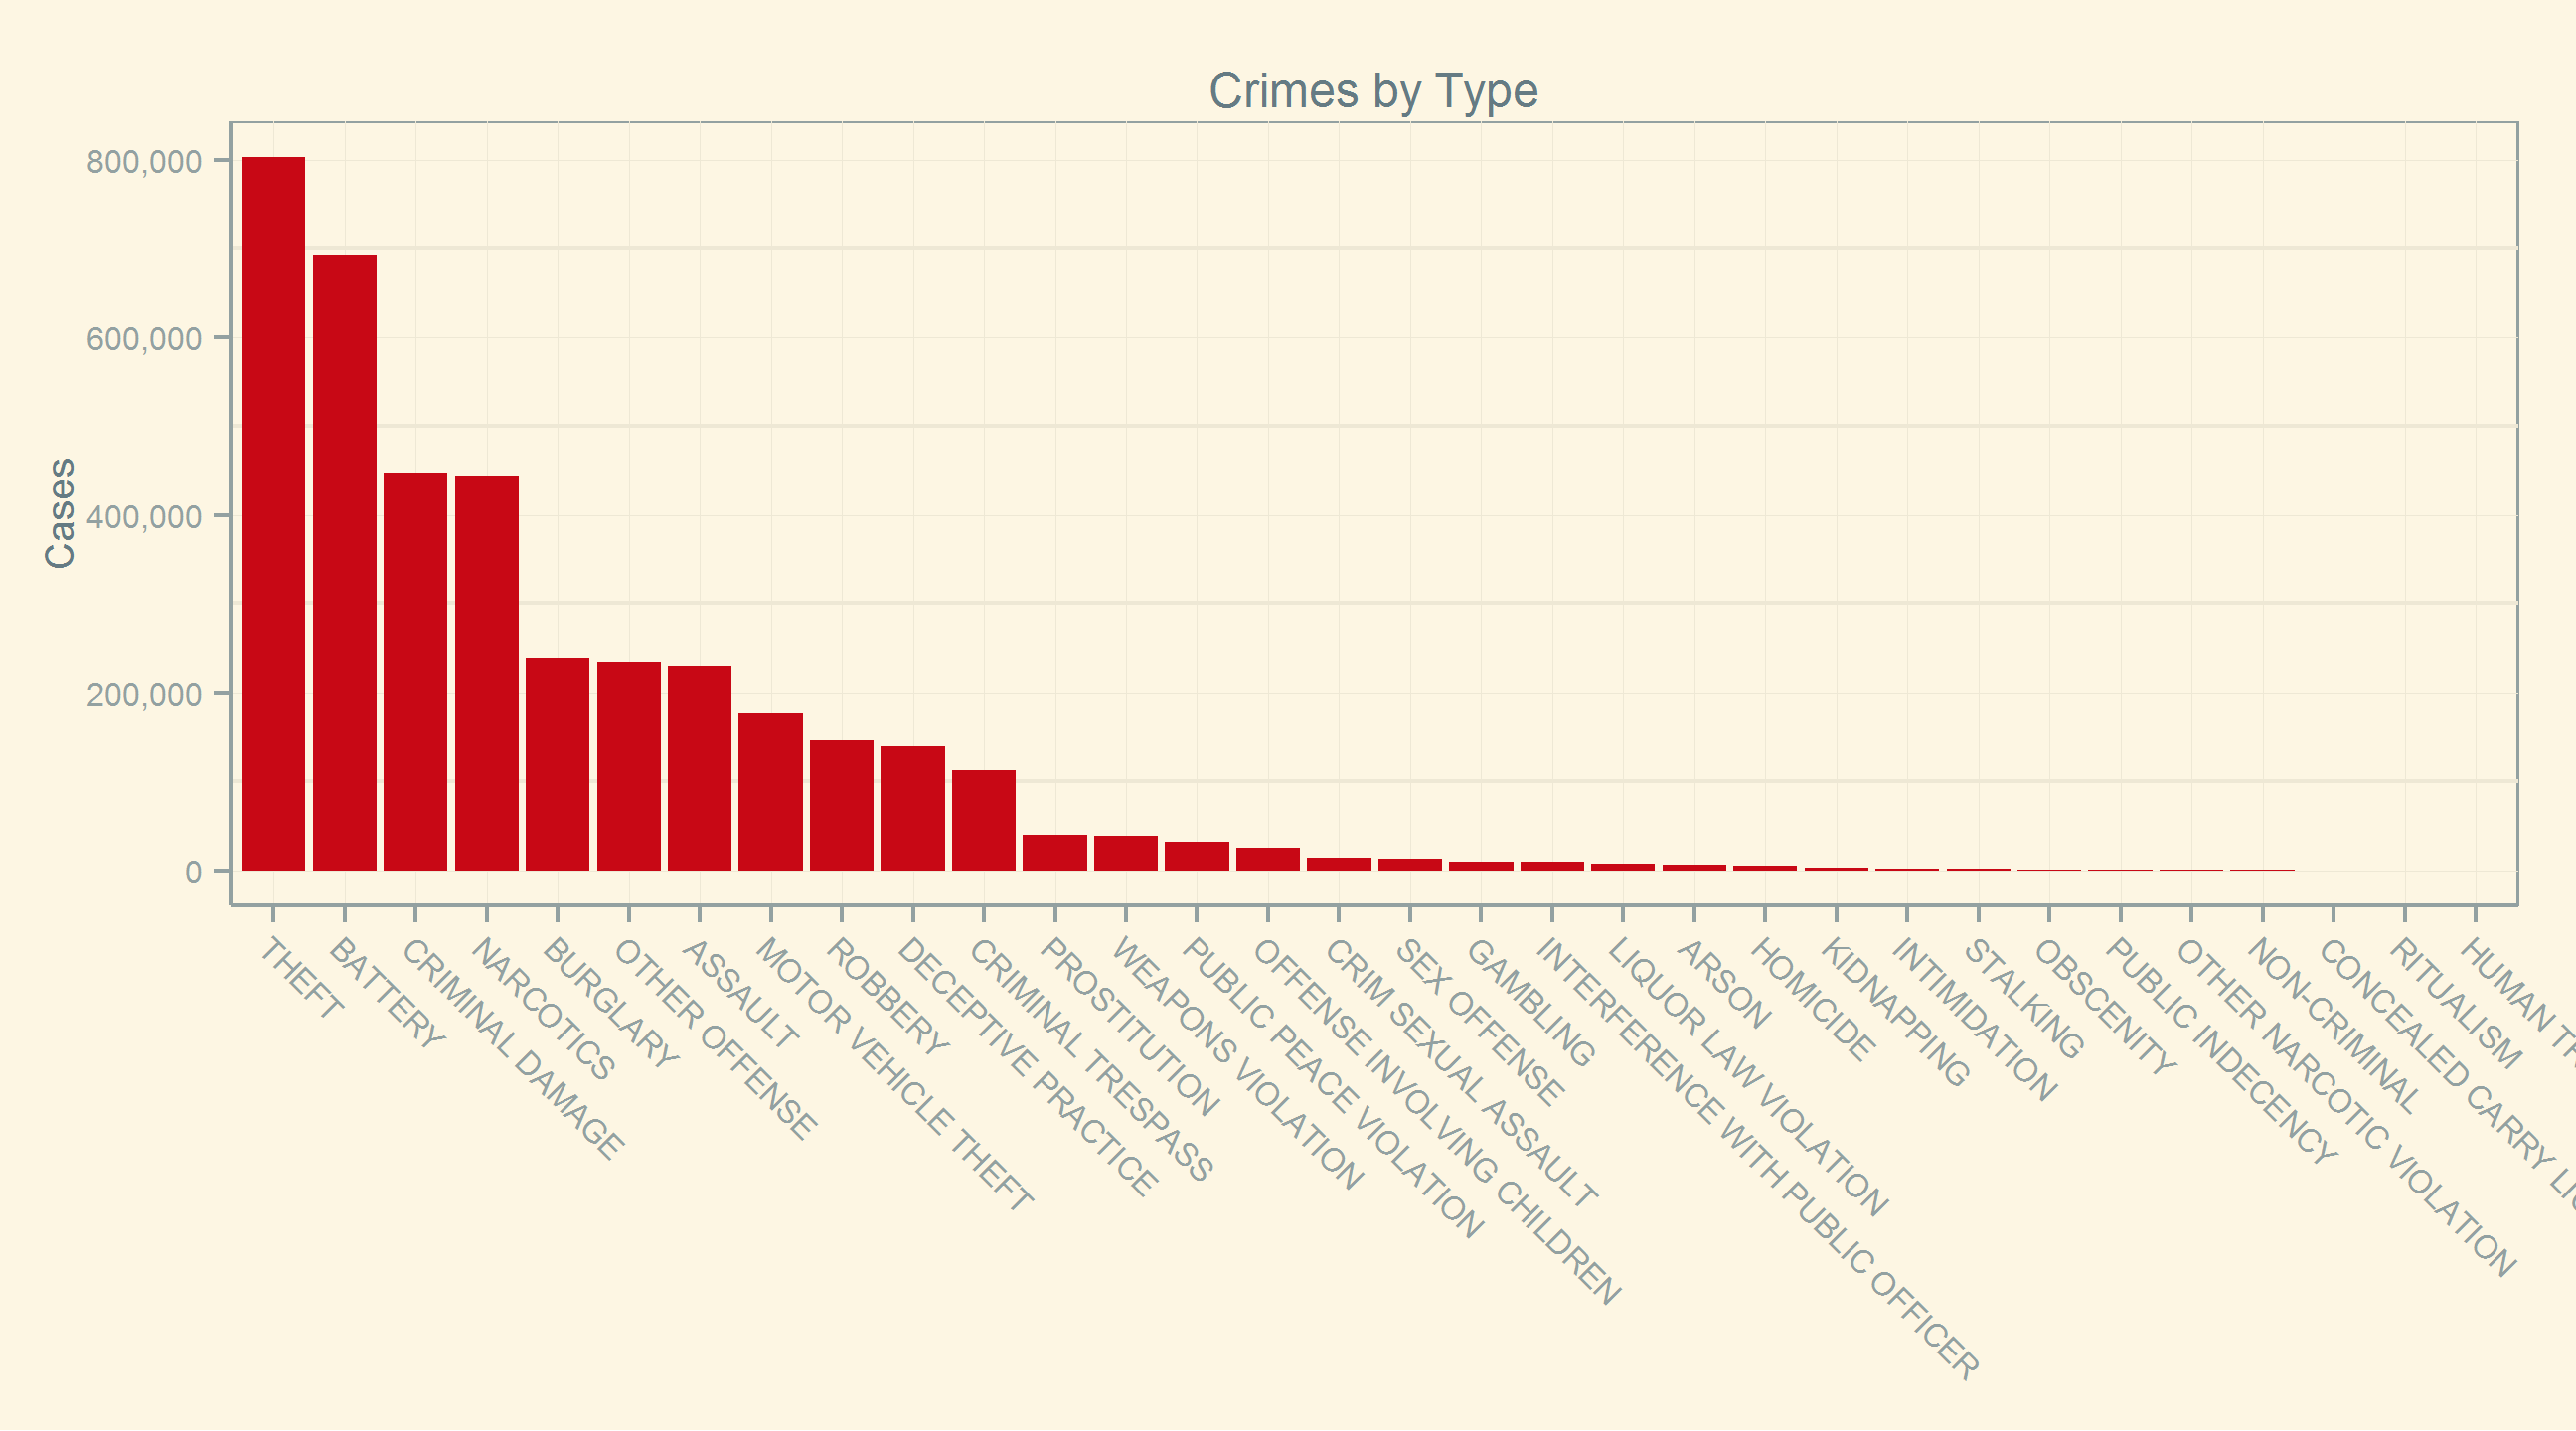 Crimes by Type
Cases
800,000
600,000
400,000
200,000
0
THEFT
BATTERY
CRIMINAL DAMAGE
NARCOTICS
BURGLARY
OTHER OFFENSE
ASSAULT
MOTOR VEHICLE THEFT
ROBBERY
DECEPTIVE PRACTICE
CRIMINAL TRESPASS
PROSTITUTION
WEAPONS VIOLATION
PUBLIC PEACE VIOLATION
OFFENSE INVOLVING CHILDREN
CRIM SEXUAL ASSAULT
SEX OFFENSE
GAMBLING
INTERFERENCE WITH PUBLIC OFFICER
LIQUOR LAW VIOLATION
ARSON
HOMICIDE
KIDNAPPING
INTIMIDATION
STALKING
OBSCENITY
PUBLIC INDECENCY
OTHER NARCOTIC VIOLATION
NON-CRIMINAL
CONCEALED CARRY
RITUALISM
HUMAN